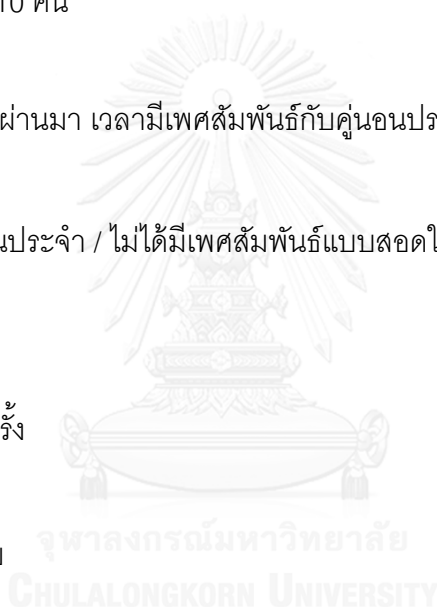 10 คน
ผ่านมา เวลามีเพศสัมพันธ์กับคู่นอนปร
นประจำ / ไม่ได้มีเพศสัมพันธ์แบบสอดใ
รั้ง
จุฬาลงกรณ์มหาวิทยาลัย
CHULALONGKORN UNIVERSITY